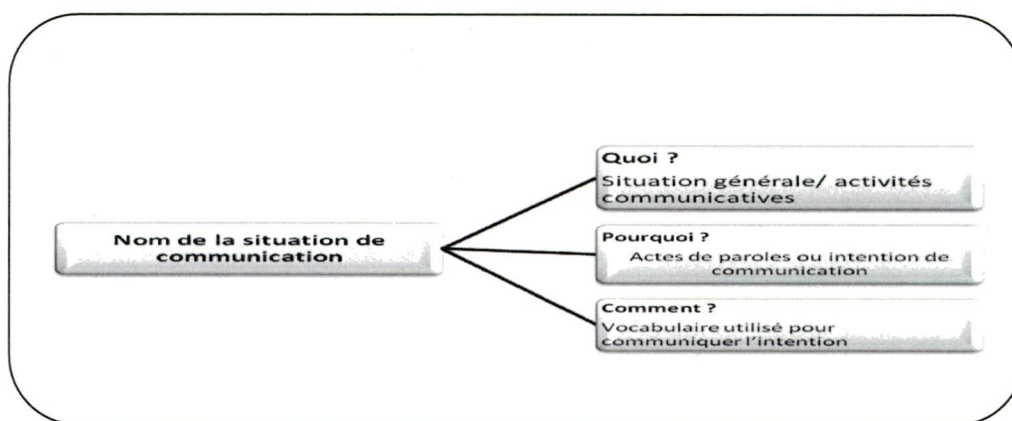 Nom de la situation de
communication
Quoi ?
Situation générale/ activités
communicatives
Pourquoi ?
Actes de paroles ou intention de
communication
Comment ?
Vocabulaire utilisé pour
communiquer l’intention